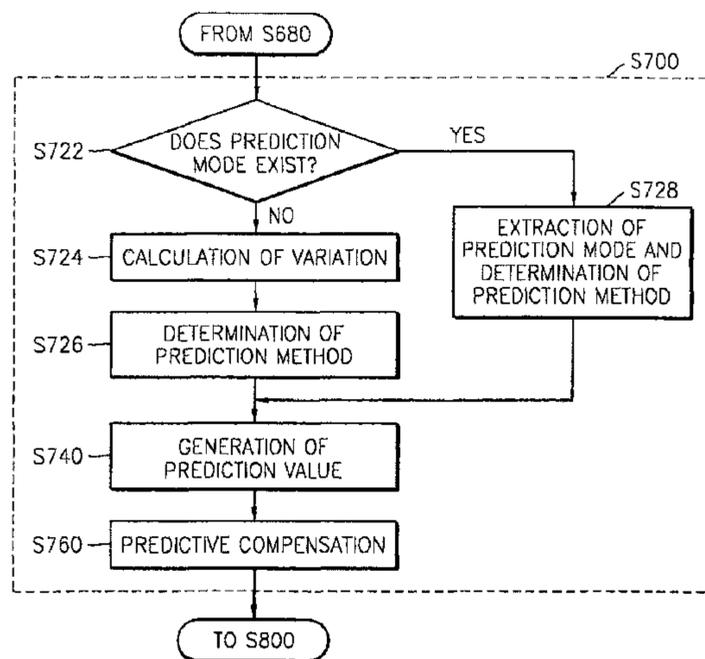 FROM S680
S700
S722
DOES PREDICTION
MODE EXIST?
YES
NO
S728
EXTRACTION OF
PREDICTION MODE AND
DETERMINATION OF
PREDICTION METHOD
S724
CALCULATION OF VARIATION
S726
DETERMINATION OF
PREDICTION METHOD
S740
GENERATION OF
PREDICTION VALUE
S760
PREDICTIVE COMPENSATION
TO S800